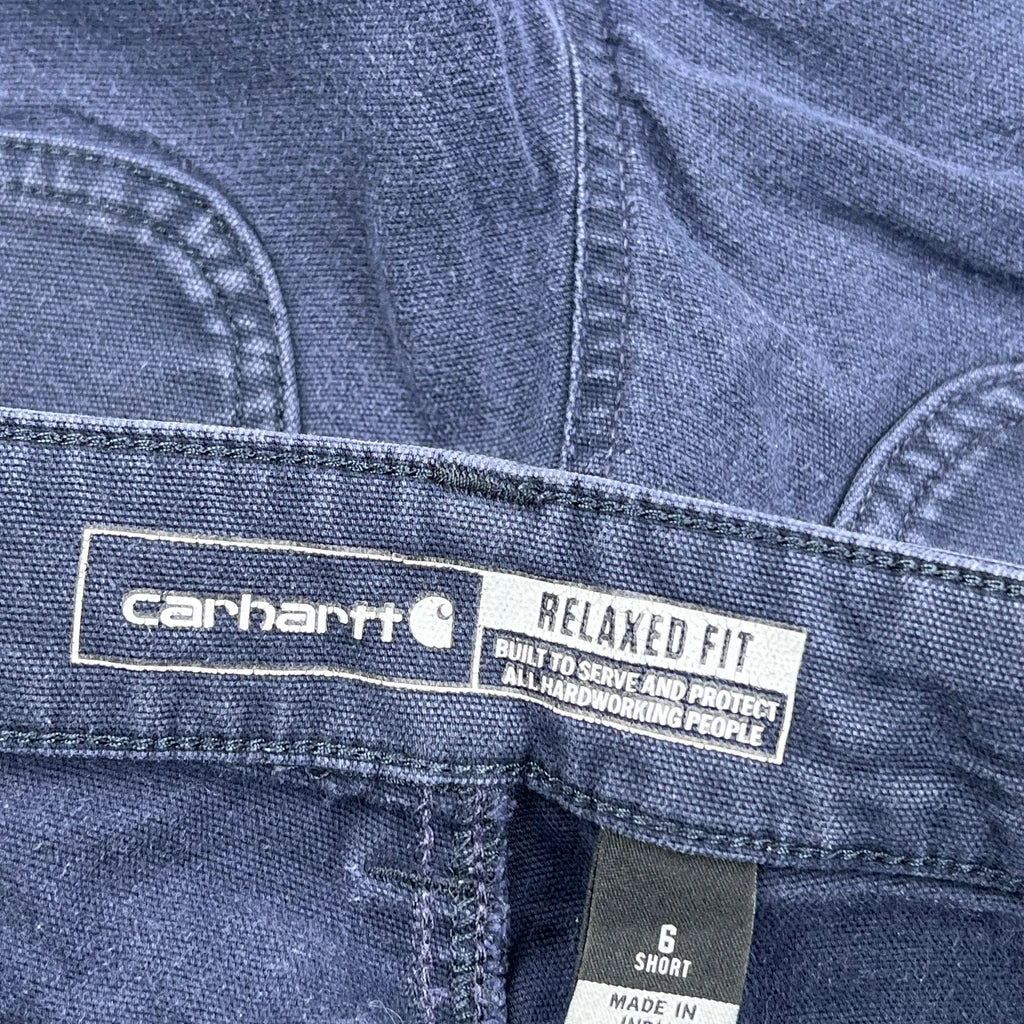 carhartt
RELAXED FIT
BUILT TO SERVE AND PROTECT
ALL HARDWORKING PEOPLE
6
SHORT
MADE IN